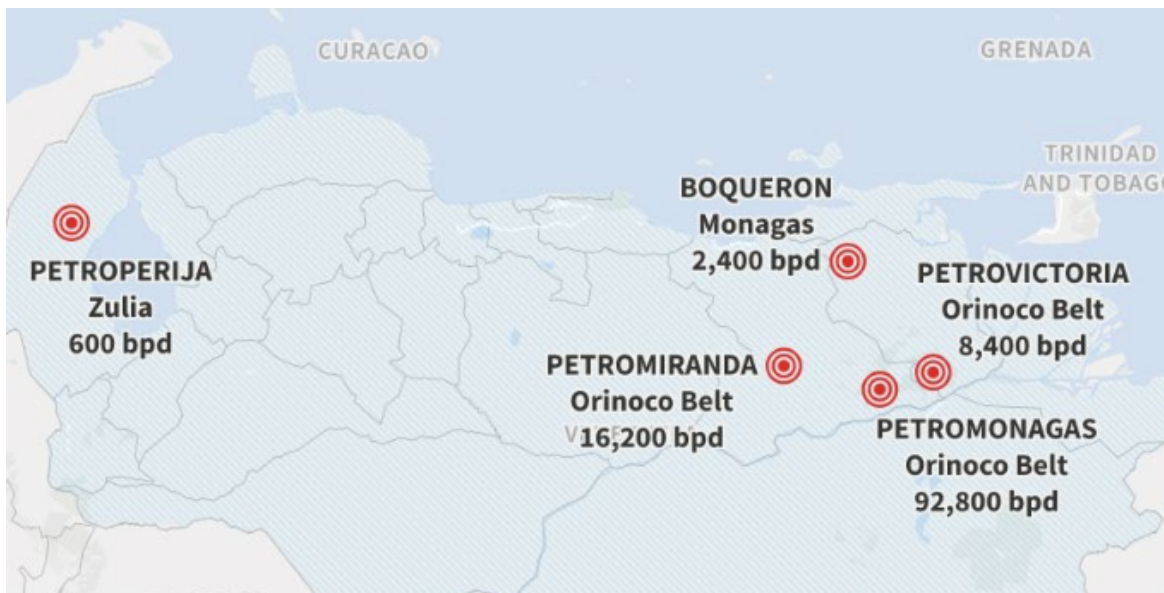 CURACAO
GRENADA
TRINIDAD
AND TOBAGO
BOQUERON
Monagas
2,400 bpd
PETROPERIJA
Zulia
600 bpd
PETROVICTORIA
Orinoco Belt
8,400 bpd
PETROMIRANDA
Orinoco Belt
16,200 bpd
PETROMONAGAS
Orinoco Belt
92,800 bpd